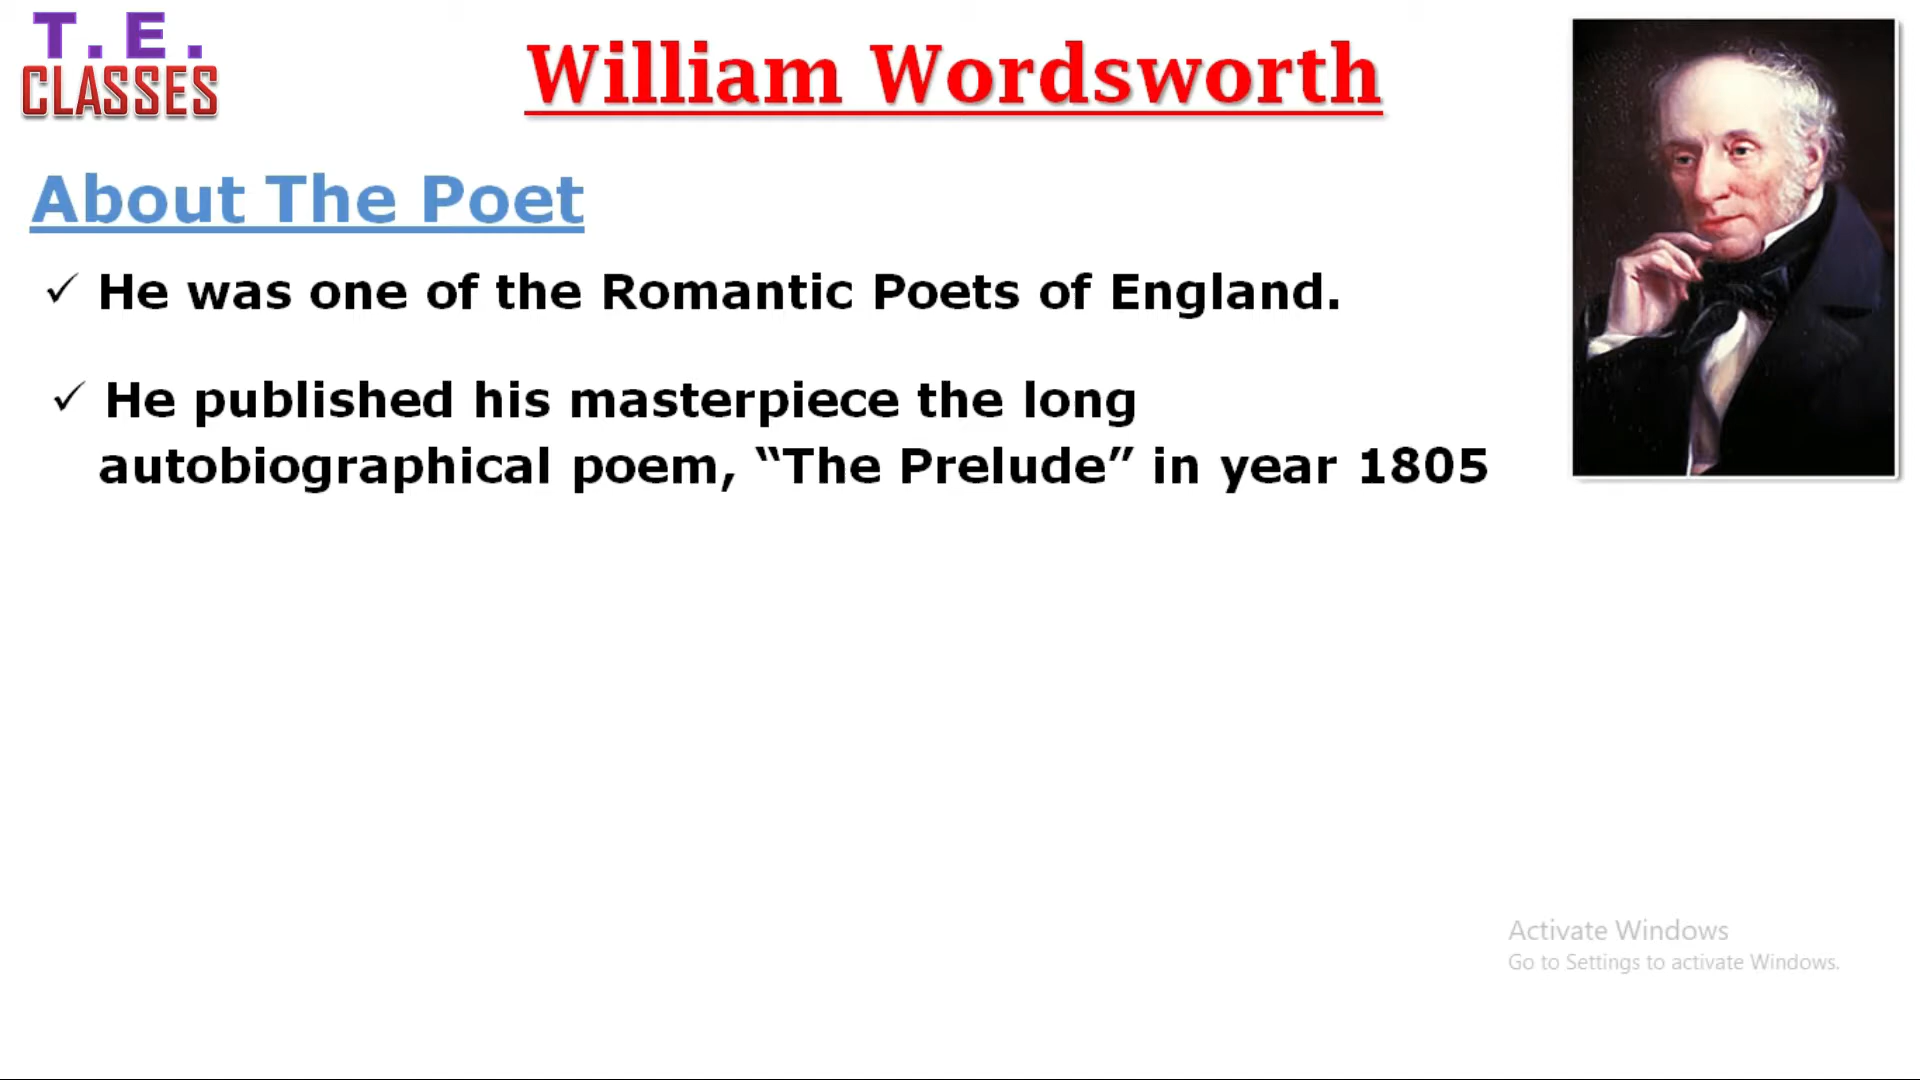 T.E.
CLASSES
William Wordsworth
About The Poet
✓ He was one of the Romantic Poets of England.
✓ He published his masterpiece the long
autobiographical poem, “The Prelude” in year 1805
Activate Windows
Go to Settings to activate Windows.